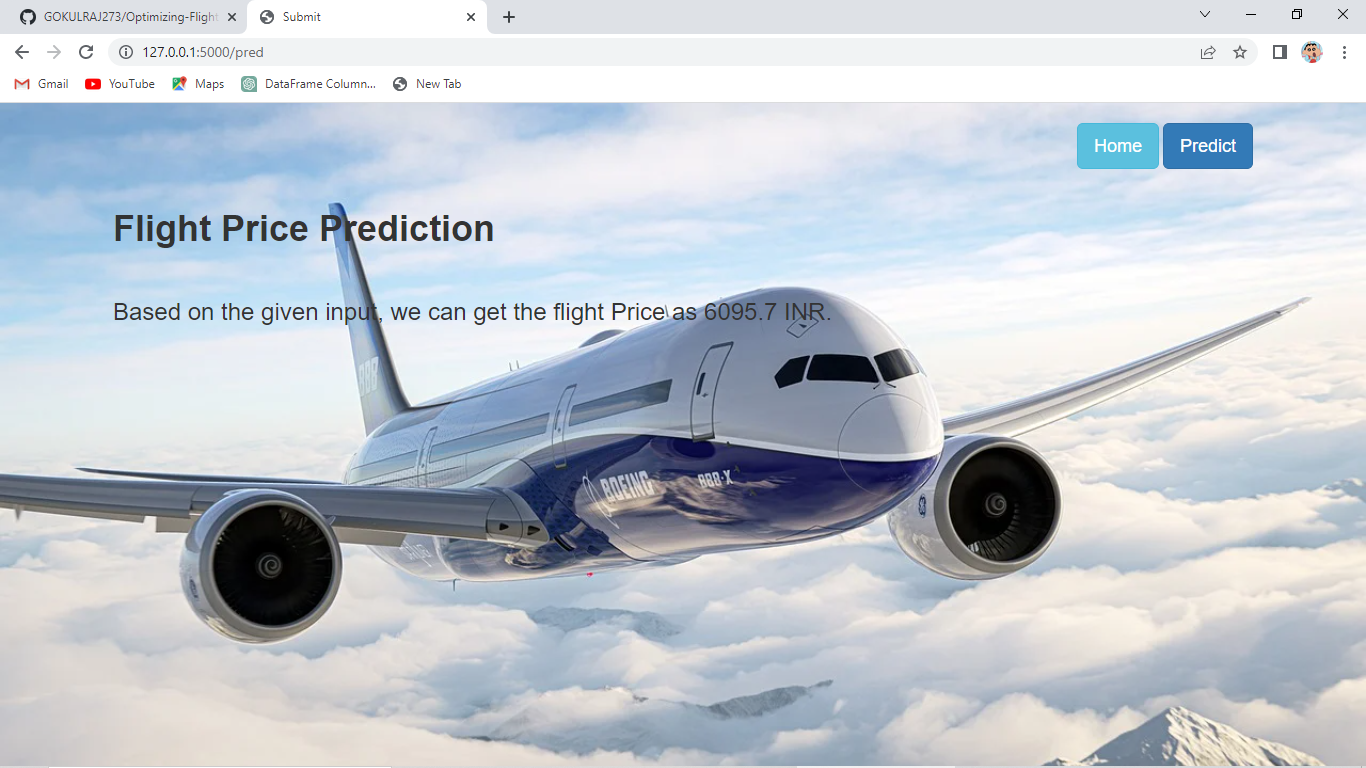 GOKULRAJ273/Optimizing-Flight
Submit
127.0.0.1:5000/pred
Gmail
YouTube
Maps
DataFrame Column...
New Tab
Home
Predict
Flight Price Prediction
Based on the given input, we can get the flight Price as 6095.7 INR.
BOEING